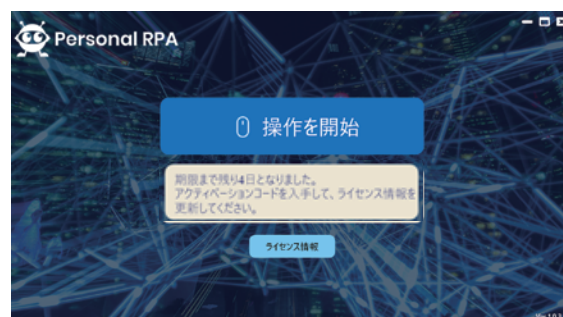 Personal RPA
操作を開始
期限まで残り4日となりました。
アクティベーションコードを入手して、ライセンス情報を
更新してください。
ライセンス情報